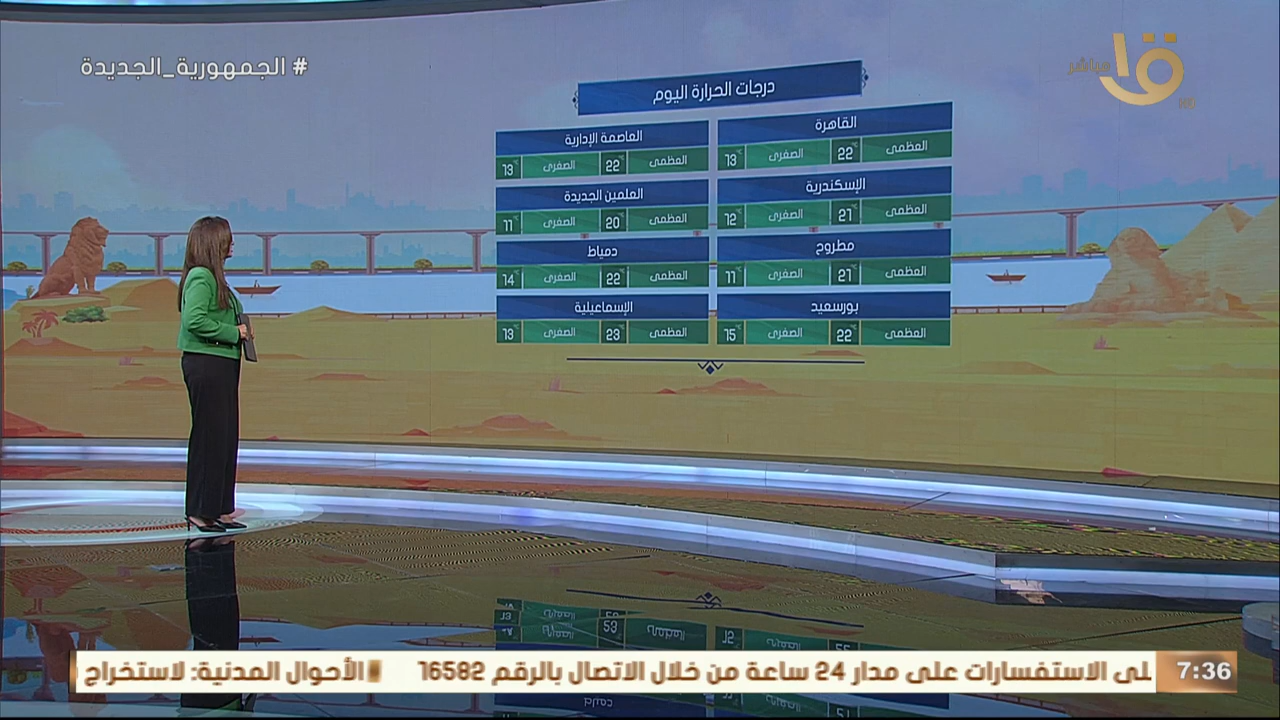 # الجمهورية_الجديدة
مباشر
درجات الحرارة اليوم
القاهرة
العظمى 22 الصغرى 13
العاصمة الإدارية
العظمى 22 الصغرى 13
الإسكندرية
العظمى 21 الصغرى 12
العلمين الجديدة
العظمى 20 الصغرى 11
مطروح
العظمى 21 الصغرى 11
دمياط
العظمى 22 الصغرى 14
بورسعيد
العظمى 22 الصغرى 15
الإسماعيلية
العظمى 23 الصغرى 13
7:36 لى الاستفسارات على مدار 24 ساعة من خلال الاتصال بالرقم 16582 الأحوال المدنية: لاستخراج